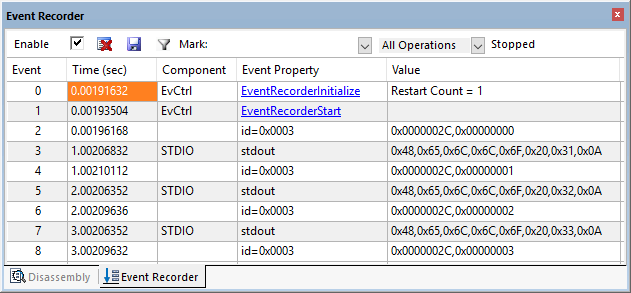 Event Recorder
Enable Mark: All Operations Stopped
Event Time (sec) Component Event Property Value
0 0.00191632 EvCtrl EventRecorderInitialize Restart Count = 1
1 0.00193504 EvCtrl EventRecorderStart
2 0.00196168 id=0x0003 0x0000002C,0x00000000
3 1.00206832 STDIO stdout 0x48,0x65,0x6C,0x6C,0x6F,0x20,0x31,0x0A
4 1.00210112 id=0x0003 0x0000002C,0x00000001
5 2.00206352 STDIO stdout 0x48,0x65,0x6C,0x6C,0x6F,0x20,0x32,0x0A
6 2.00209636 id=0x0003 0x0000002C,0x00000002
7 3.00206352 STDIO stdout 0x48,0x65,0x6C,0x6C,0x6F,0x20,0x33,0x0A
8 3.00209632 id=0x0003 0x0000002C,0x00000003
Disassembly Event Recorder